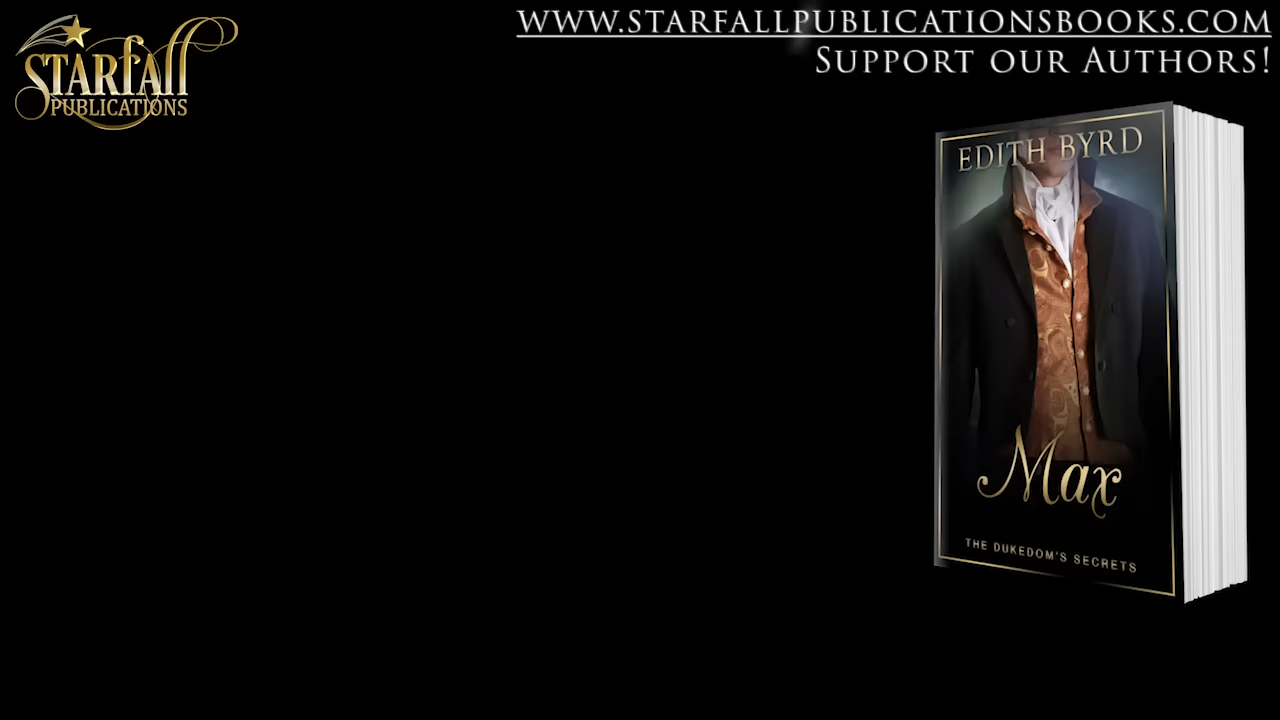 STARfall
PUBLICATIONS
WWW.STARFALLPUBLICATIONSBOOKS.COM
SUPPORT OUR AUTHORS!
EDITH BYRD
Max
THE DUKEDOM'S SECRETS